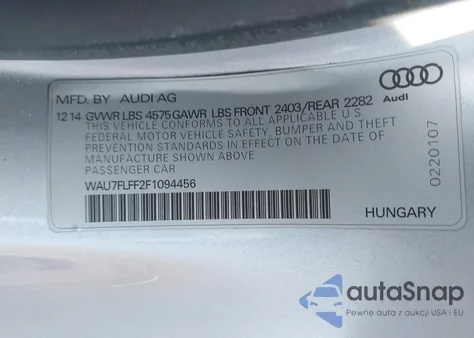 MFD. BY AUDI AG
Audi
12 14 GVWR LBS 4575 GAWR LBS FRONT 2403/REAR 2282
THIS VEHICLE CONFORMS TO ALL APPLICABLE U.S.
FEDERAL MOTOR VEHICLE SAFETY, BUMPER AND THEFT
PREVENTION STANDARDS IN EFFECT ON THE DATE OF
MANUFACTURE SHOWN ABOVE
PASSENGER CAR
WAU7FLFF2F1094456
0220107
HUNGARY
autoSnap
Pewne auta z aukcji USA i EU